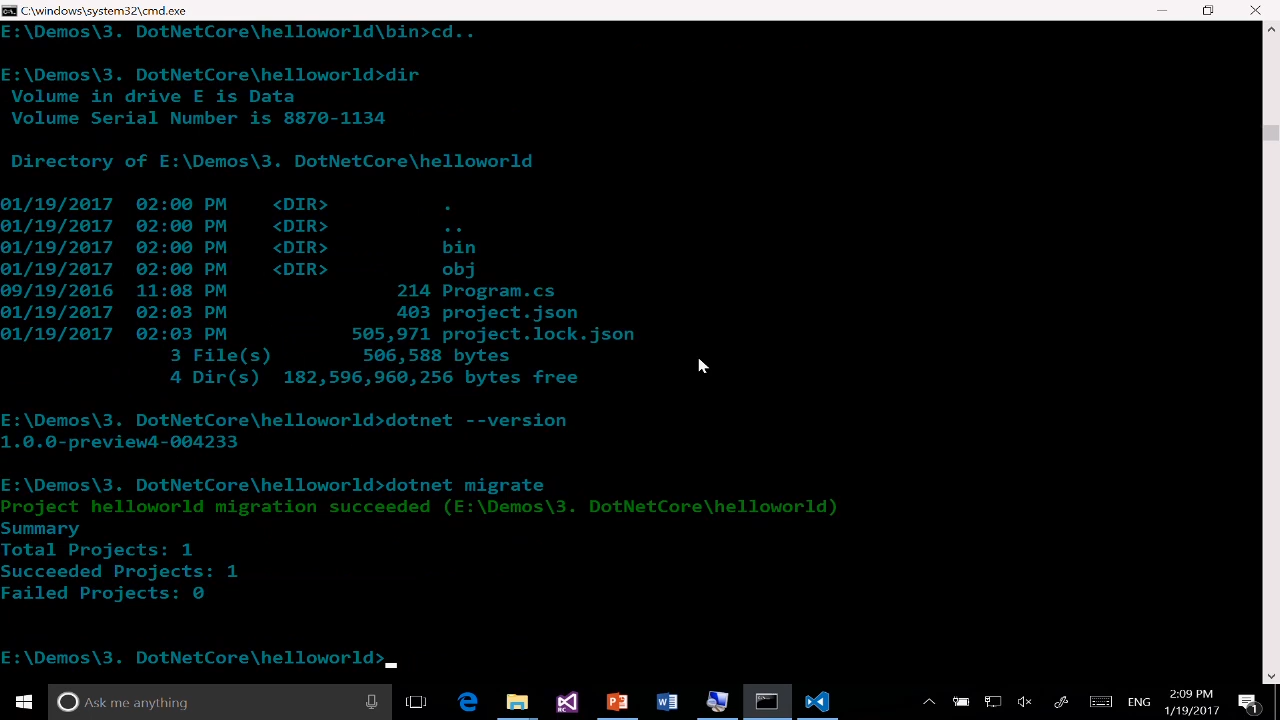 C:\windows\system32\cmd.exe
E:\Demos\3. DotNetCore\helloworld\bin>cd..
E:\Demos\3. DotNetCore\helloworld>dir
Volume in drive E is Data
Volume Serial Number is 8870-1134
Directory of E:\Demos\3. DotNetCore\helloworld
01/19/2017 02:00 PM <DIR> .
01/19/2017 02:00 PM <DIR> ..
01/19/2017 02:00 PM <DIR> bin
01/19/2017 02:00 PM <DIR> obj
09/19/2016 11:08 PM 214 Program.cs
01/19/2017 02:03 PM 403 project.json
01/19/2017 02:03 PM 505,971 project.lock.json
3 File(s) 506,588 bytes
4 Dir(s) 182,596,960,256 bytes free
E:\Demos\3. DotNetCore\helloworld>dotnet --version
1.0.0-preview4-004233
E:\Demos\3. DotNetCore\helloworld>dotnet migrate
Project helloworld migration succeeded (E:\Demos\3. DotNetCore\helloworld)
Summary
Total Projects: 1
Succeeded Projects: 1
Failed Projects: 0
E:\Demos\3. DotNetCore\helloworld>
Ask me anything
ENG
2:09 PM
1/19/2017
1